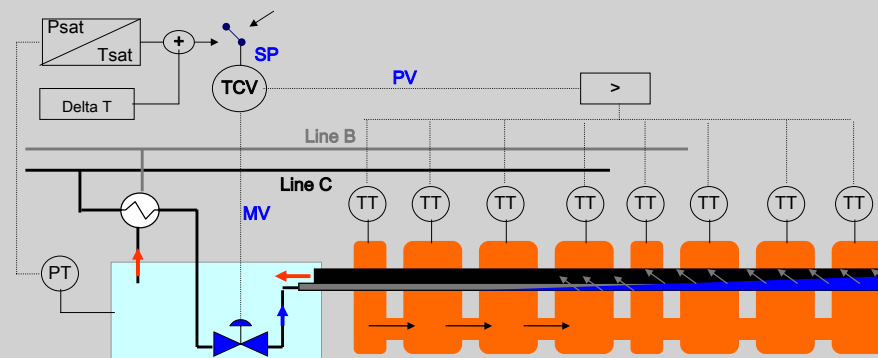 Psat
Tsat
+
SP
TCV
PV
>
Delta T
Line B
Line C
MV
TT TT TT TT TT TT TT TT
PT